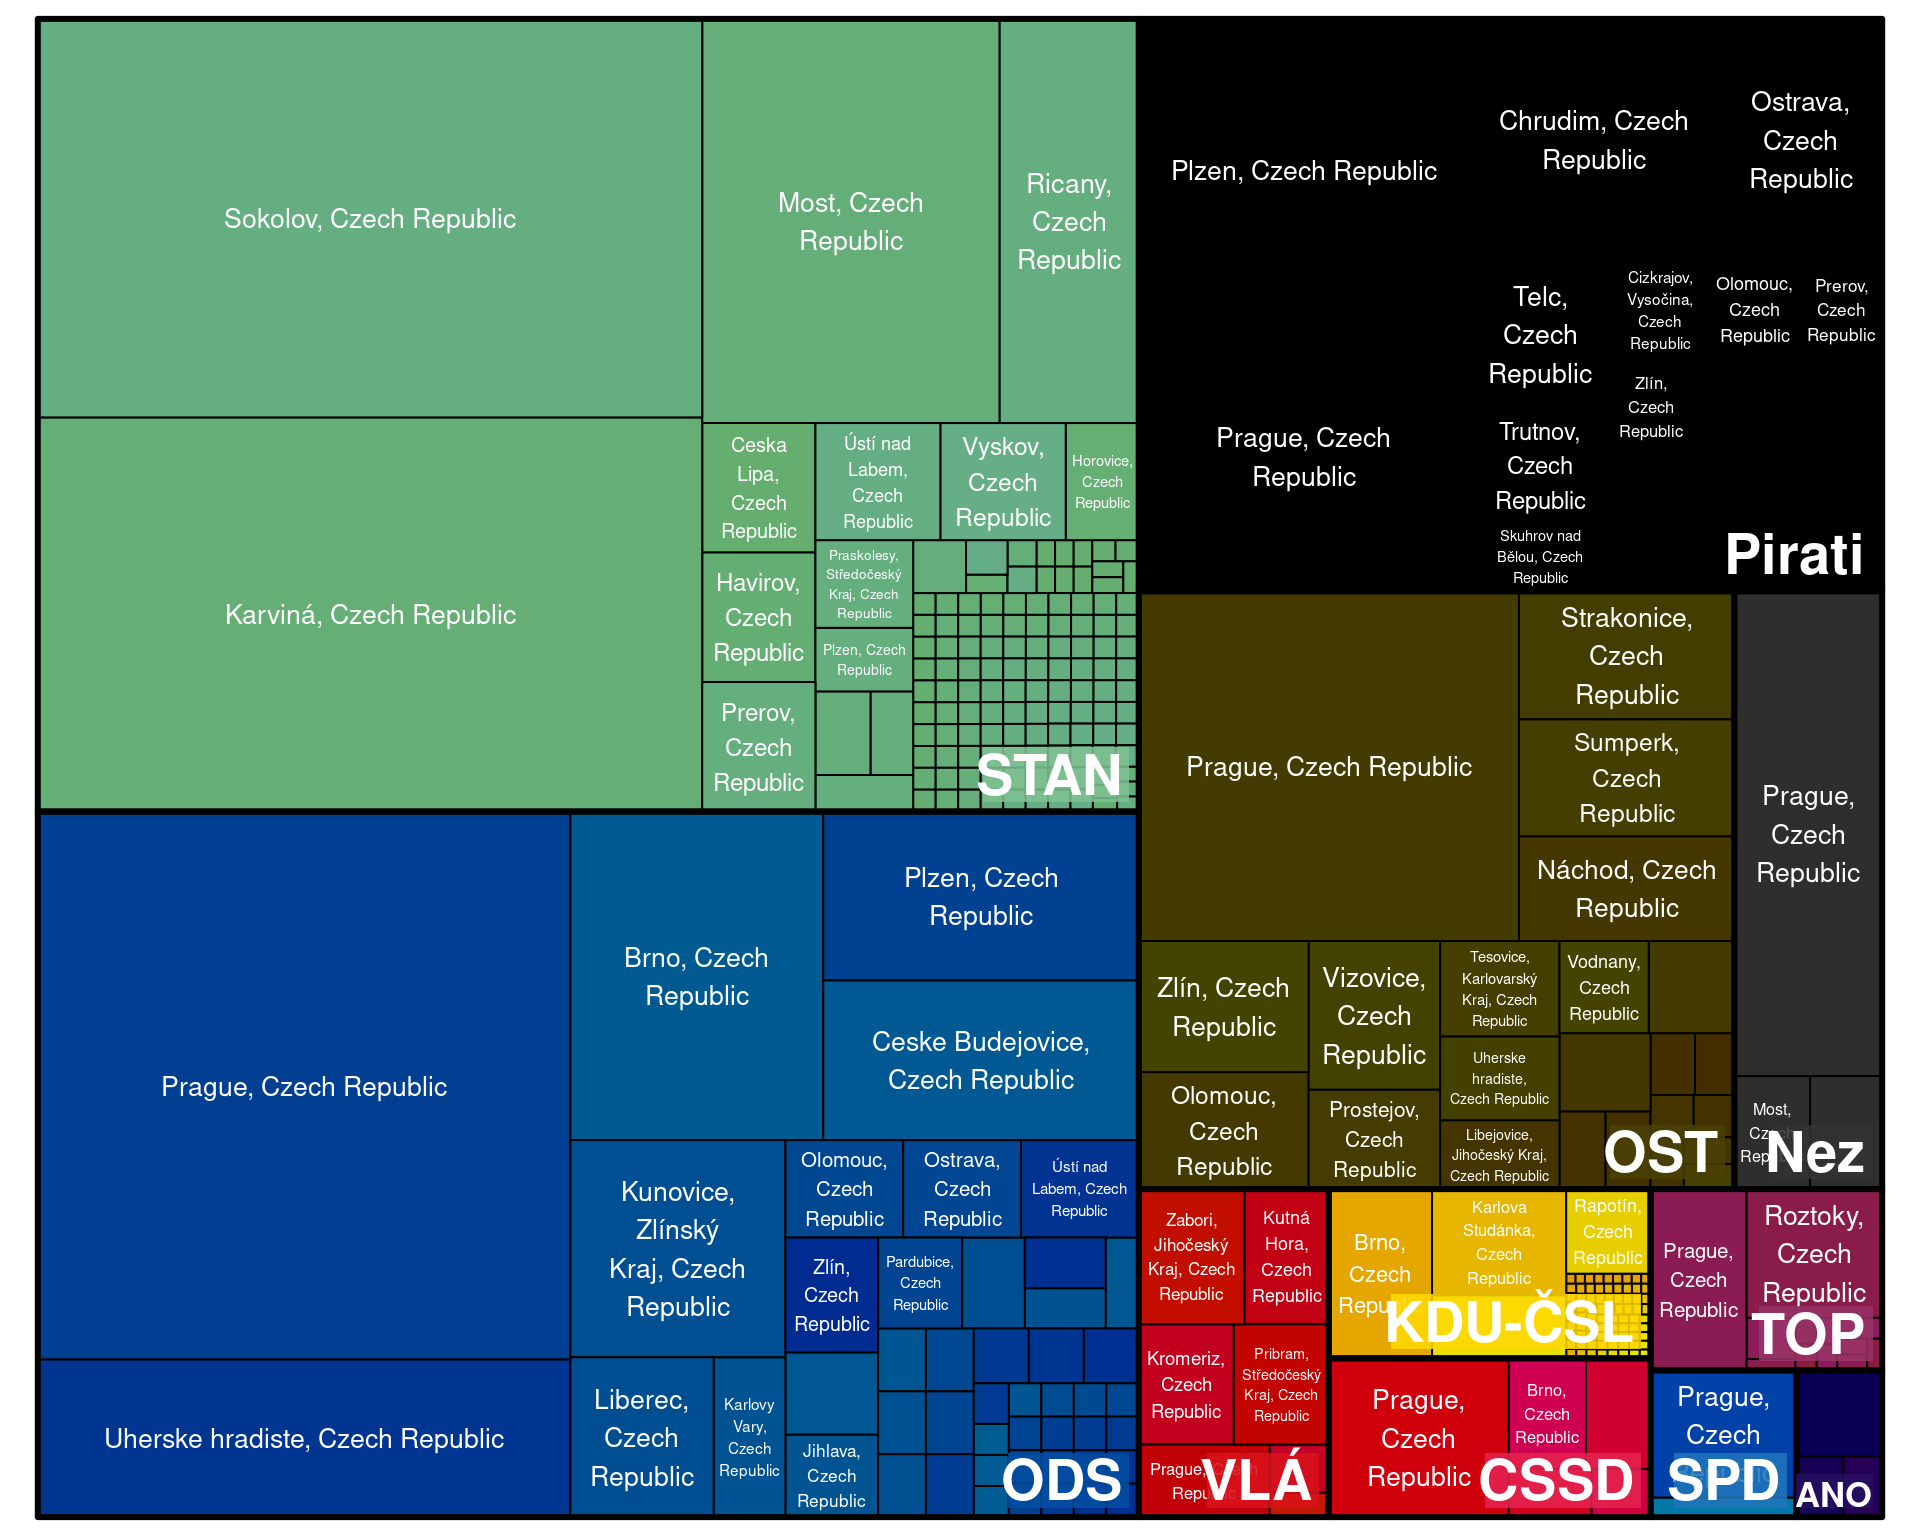 Sokolov, Czech Republic
Karviná, Czech Republic
Most, Czech
Republic
Ricany,
Czech
Republic
Ceska
Lipa,
Czech
Republic
Ústí nad
Labem,
Czech
Republic
Vyskov,
Czech
Republic
Horovice,
Czech
Republic
Havirov,
Czech
Republic
Praskolesy,
Středočeský
Kraj, Czech
Republic
Plzen, Czech
Republic
Prerov,
Czech
Republic
STAN
Plzen, Czech Republic
Chrudim, Czech
Republic
Ostrava,
Czech
Republic
Prague, Czech
Republic
Telc,
Czech
Republic
Cizkrajov,
Vysočina,
Czech
Republic
Olomouc,
Czech
Republic
Prerov,
Czech
Republic
Zlín,
Czech
Republic
Trutnov,
Czech
Republic
Skuhrov nad
Bělou, Czech
Republic
Pirati
Prague, Czech Republic
Uherske hradiste, Czech Republic
Brno, Czech
Republic
Plzen, Czech
Republic
Ceske Budejovice,
Czech Republic
Kunovice,
Zlínský
Kraj, Czech
Republic
Olomouc,
Czech
Republic
Ostrava,
Czech
Republic
Ústí nad
Labem, Czech
Republic
Zlín,
Czech
Republic
Pardubice,
Czech
Republic
Liberec,
Czech
Republic
Karlovy
Vary,
Czech
Republic
Jihlava,
Czech
Republic
ODS
Prague, Czech Republic
Strakonice,
Czech
Republic
Sumperk,
Czech
Republic
Náchod, Czech
Republic
Zlín, Czech
Republic
Vizovice,
Czech
Republic
Tesovice,
Karlovarský
Kraj, Czech
Republic
Vodnany,
Czech
Republic
Olomouc,
Czech
Republic
Prostejov,
Czech
Republic
Uherske
hradiste,
Czech Republic
Libejovice,
Jihočeský Kraj,
Czech Republic
OST
Prague,
Czech
Republic
Most,
Nez
Zabori,
Jihočeský
Kraj, Czech
Republic
Kutná
Hora,
Czech
Republic
Kromeriz,
Czech
Republic
Pribram,
Středočeský
Kraj, Czech
Republic
Prague,
VLÁ
Brno,
Czech
Karlova
Studánka,
Czech
Republic
Rapotín,
Czech
Republic
KDU-ČSL
Prague,
Czech
Republic
Roztoky,
Czech
Republic
TOP
Prague,
Czech
Republic
Brno,
Czech
Republic
CSSD
Prague,
Czech
SPD
ANO